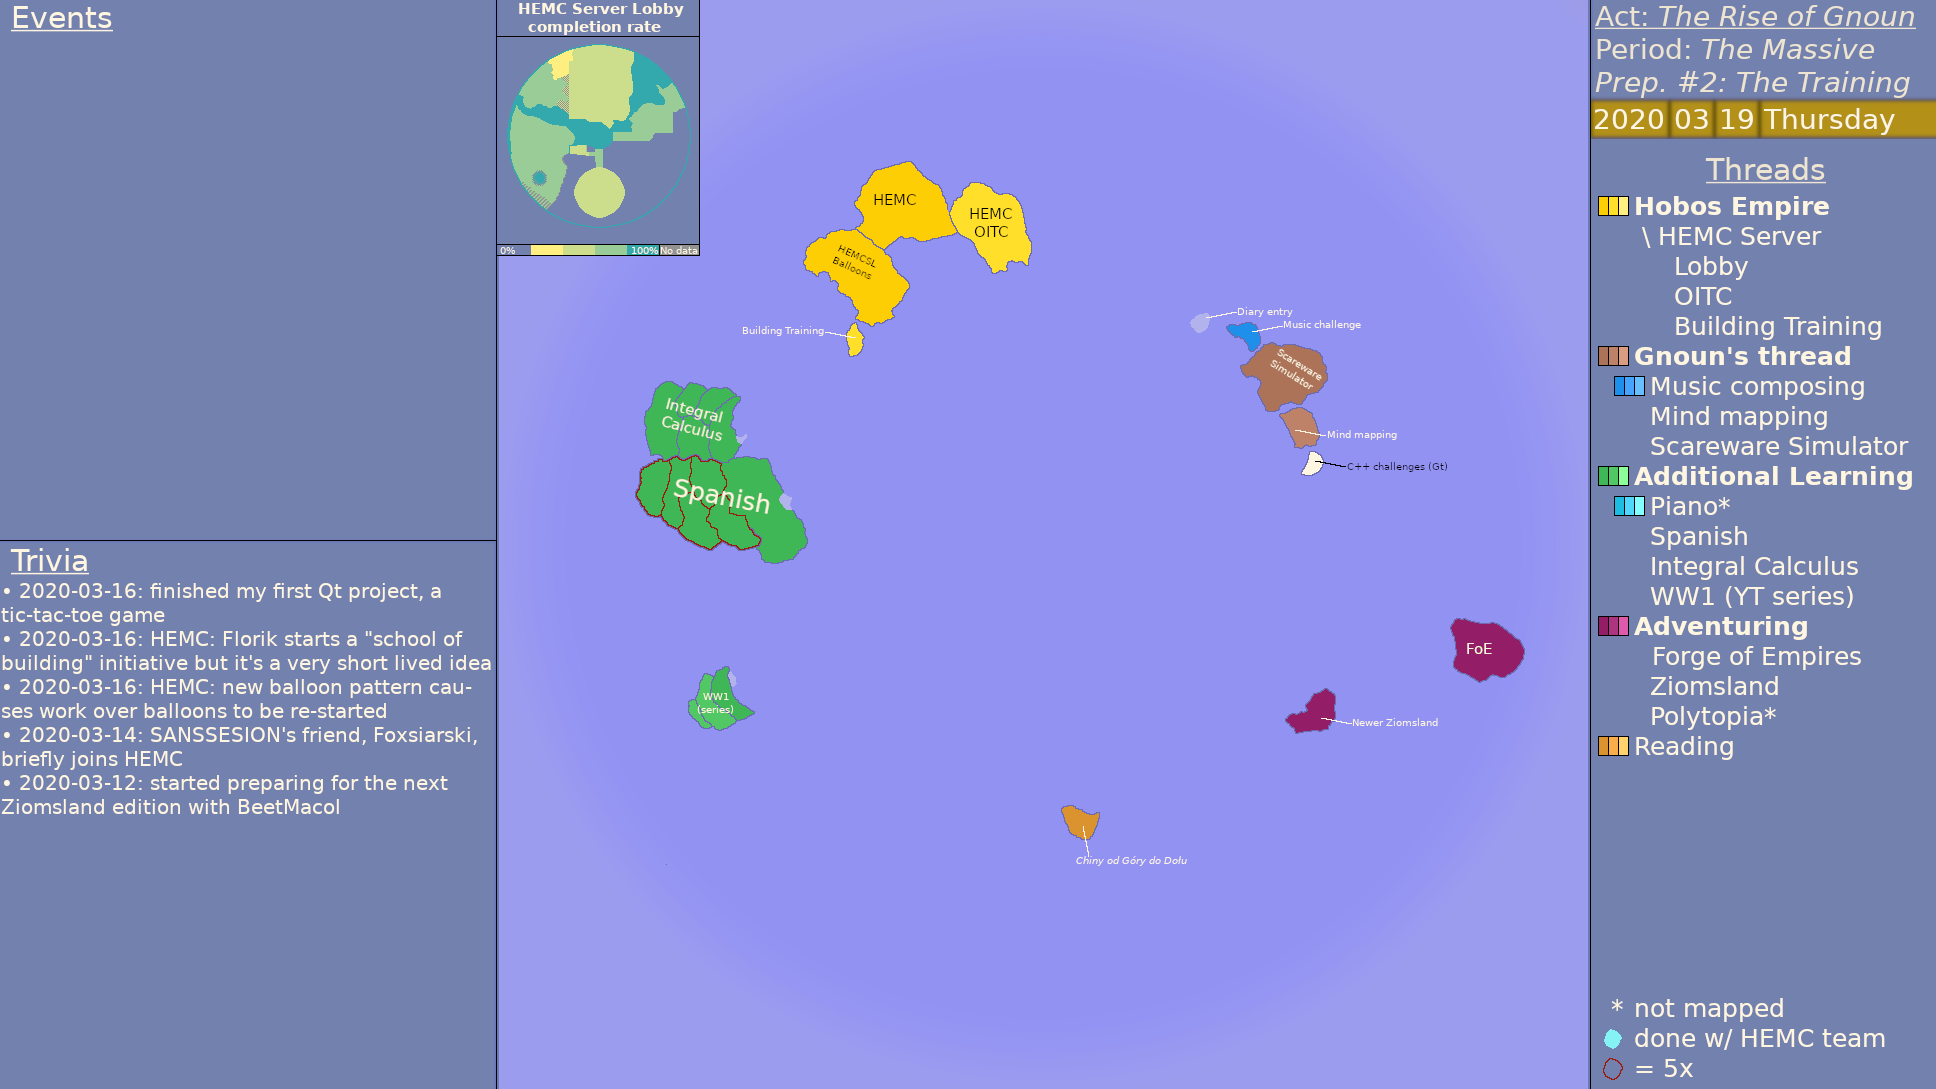 Events
HEMC Server Lobby
completion rate
0%
100%
No data
Trivia
• 2020-03-16: finished my first Qt project, a
tic-tac-toe game
• 2020-03-16: HEMC: Florik starts a "school of
building" initiative but it's a very short lived idea
• 2020-03-16: HEMC: new balloon pattern cau-
ses work over balloons to be re-started
• 2020-03-14: SANSSESION's friend, Foxsiarski,
briefly joins HEMC
• 2020-03-12: started preparing for the next
Ziomsland edition with BeetMacol
HEMC
HEMC
OITC
HEMCSL
Balloons
Building Training
Diary entry
Music challenge
Scareware
Simulator
Mind mapping
C++ challenges (Gt)
Integral
Calculus
Spanish
WW1
(series)
FoE
Newer Ziomsland
Chiny od Góry do Dołu
Act: The Rise of Gnoun
Period: The Massive
Prep. #2: The Training
2020 03 19 Thursday
Threads
Hobos Empire
\ HEMC Server
Lobby
OITC
Building Training
Gnoun's thread
Music composing
Mind mapping
Scareware Simulator
Additional Learning
Piano*
Spanish
Integral Calculus
WW1 (YT series)
Adventuring
Forge of Empires
Ziomsland
Polytopia*
Reading
* not mapped
done w/ HEMC team
= 5x